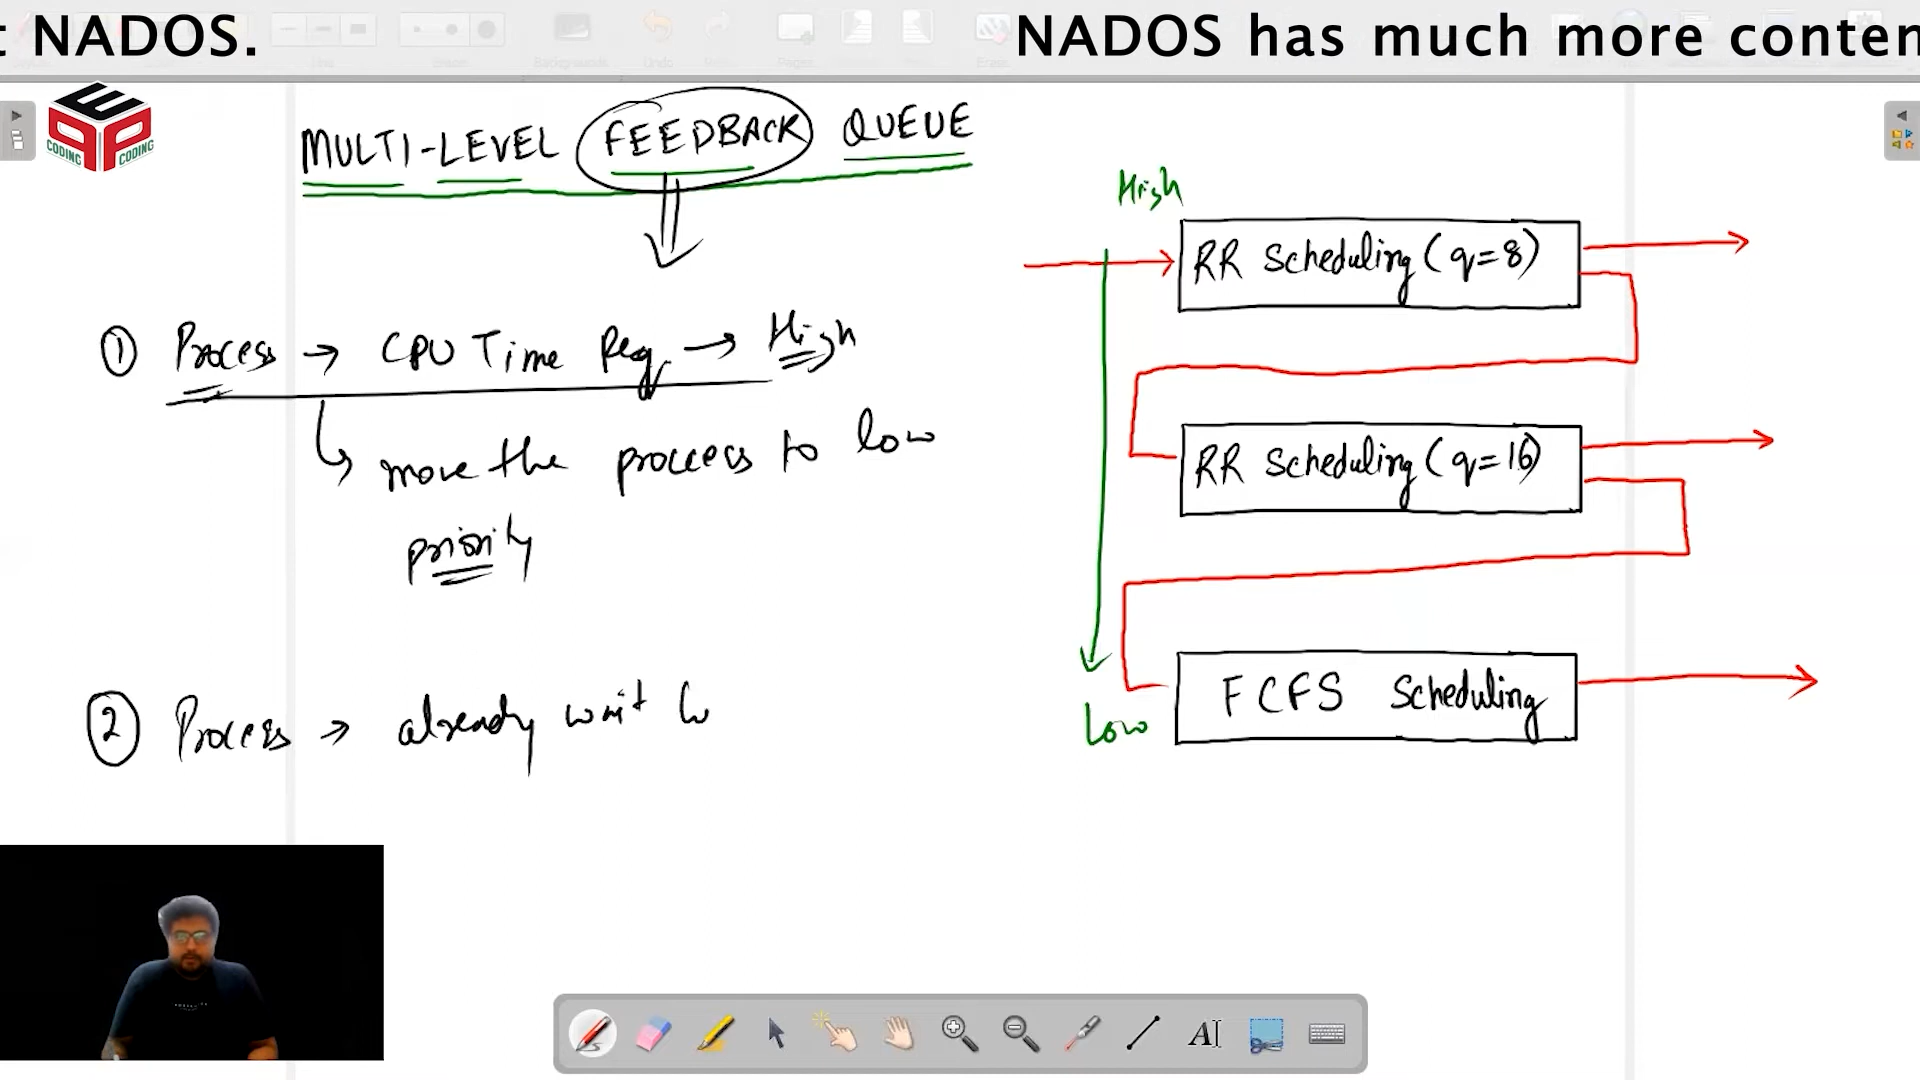 t NADOS.
NADOS has much more conten
CODING
CODING
MULTI-LEVEL FEEDBACK QUEUE
① Process → CPU Time Req → High
move the process to low
priority
② Process → already wait
High
RR Scheduling (q=8)
RR Scheduling (q=16)
FCFS Scheduling
Low